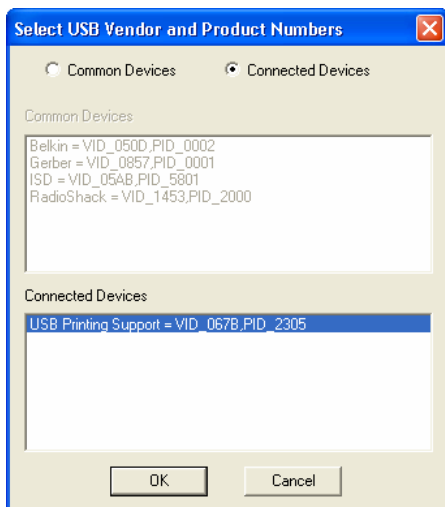 Select USB Vendor and Product Numbers
Common Devices Connected Devices
Common Devices
Belkin = VID_050D,PID_0002
Gerber = VID_0857,PID_0001
ISD = VID_05AB,PID_5801
RadioShack = VID_1453,PID_2000
Connected Devices
USB Printing Support = VID_067B,PID_2305
OK Cancel